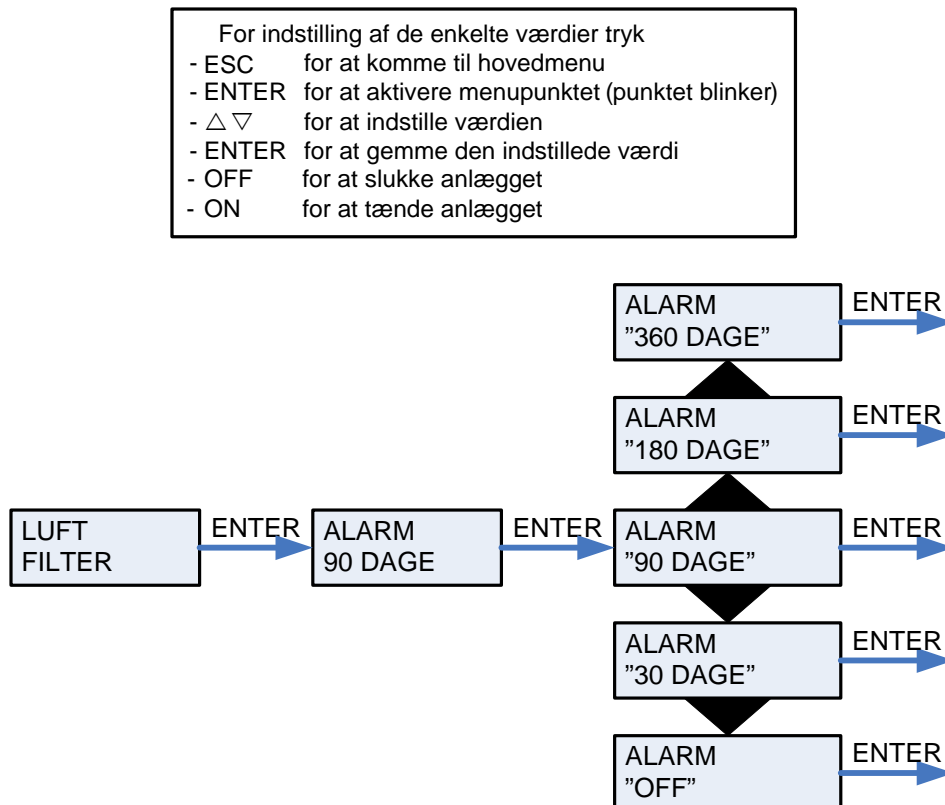 For indstilling af de enkelte værdier tryk
- ESC for at komme til hovedmenu
- ENTER for at aktivere menupunktet (punktet blinker)
- △ ▽ for at indstille værdien
- ENTER for at gemme den indstillede værdi
- OFF for at slukke anlægget
- ON for at tænde anlægget
ALARM
”360 DAGE”
ENTER
ALARM
”180 DAGE”
ENTER
LUFT
FILTER
ENTER
ALARM
90 DAGE
ENTER
ALARM
”90 DAGE”
ENTER
ALARM
”30 DAGE”
ENTER
ALARM
”OFF”
ENTER